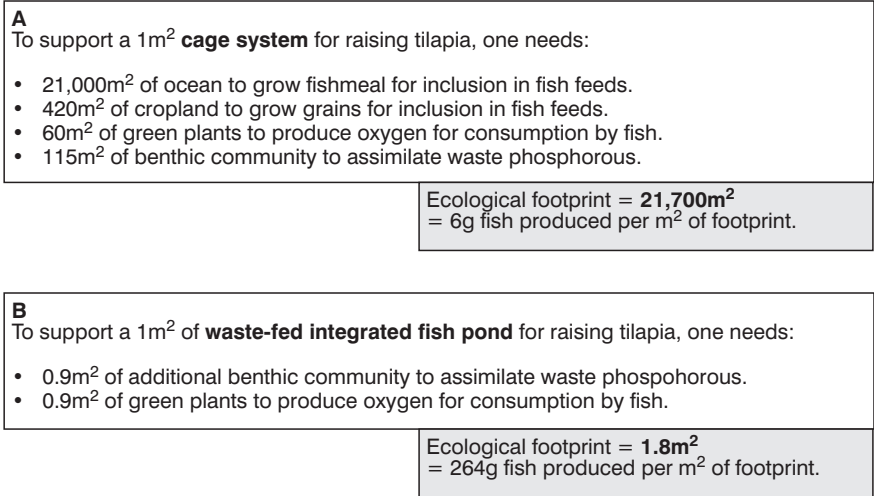 A
To support a 1m² cage system for raising tilapia, one needs:
• 21,000m² of ocean to grow fishmeal for inclusion in fish feeds.
• 420m² of cropland to grow grains for inclusion in fish feeds.
• 60m² of green plants to produce oxygen for consumption by fish.
• 115m² of benthic community to assimilate waste phosphorous.
Ecological footprint = 21,700m²
= 6g fish produced per m² of footprint.
B
To support a 1m² of waste-fed integrated fish pond for raising tilapia, one needs:
• 0.9m² of additional benthic community to assimilate waste phospohorous.
• 0.9m² of green plants to produce oxygen for consumption by fish.
Ecological footprint = 1.8m²
= 264g fish produced per m² of footprint.